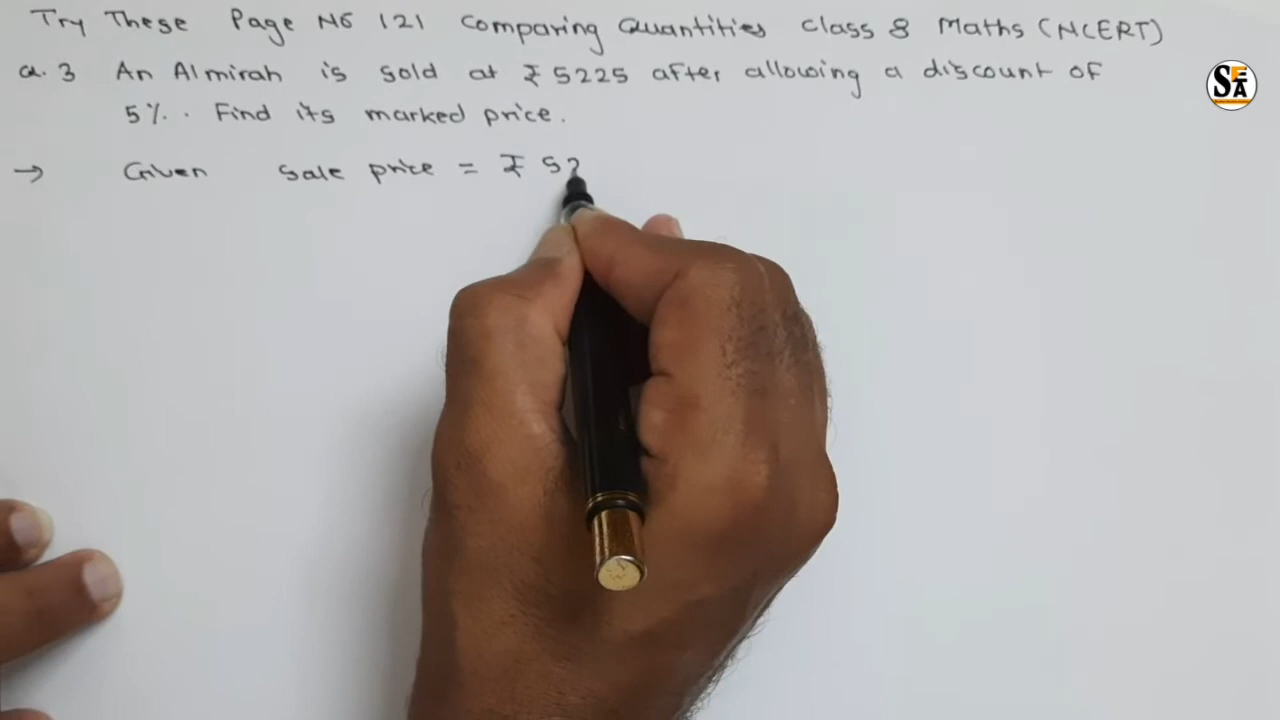 Try These Page No 121 Comparing Quantities Class 8 Maths (NCERT)
Q. 3 An Almirah is sold at ₹ 5225 after allowing a discount of
5%. Find its marked price.
→ Given Sale price = ₹ 52
SFEA